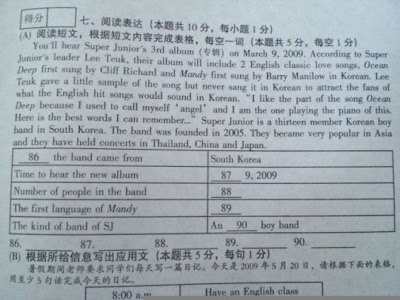 得分
七、阅读表达 (本题共 10 分, 每小题 1 分)
(A) 阅读短文, 根据短文内容完成表格, 每空一词 (本题共 5 分, 每空 1 分)
You'll hear Super Junior's 3rd album (专辑) on March 9, 2009. According to Super
Junior's leader Lee Teuk, their album will include 2 English classic love songs, Ocean
Deep first sung by Cliff Richard and Mandy first sung by Barry Manilow in Korean. Lee
Teuk gave a little sample of the song but never sang it in Korean to attract the fans of
what the English hit songs would sound in Korean. "I like the part of the song Ocean
Deep because I used to call myself 'angel' and I am the one playing the piano of this.
Here is the best words I can remember..." Super Junior is a thirteen member Korean boy
band in South Korea. The band was founded in 2005. They became very popular in Asia
and they have held concerts in Thailand, China and Japan.
86 the band came from South Korea
Time to hear the new album 87 9, 2009
Number of people in the band 88
The first language of Mandy 89
The kind of band of SJ An 90 boy band
86. 87. 88. 89. 90.
(B) 根据所给信息写出应用文 (本题共 5 分, 每句 1 分)
暑假期间老师要求同学们每天写一篇日记。今天是 2009 年 5 月 20 日, 请根据下面的表格,
用至少 5 句话完成今天的日记。
8:00 a.m Have an English class